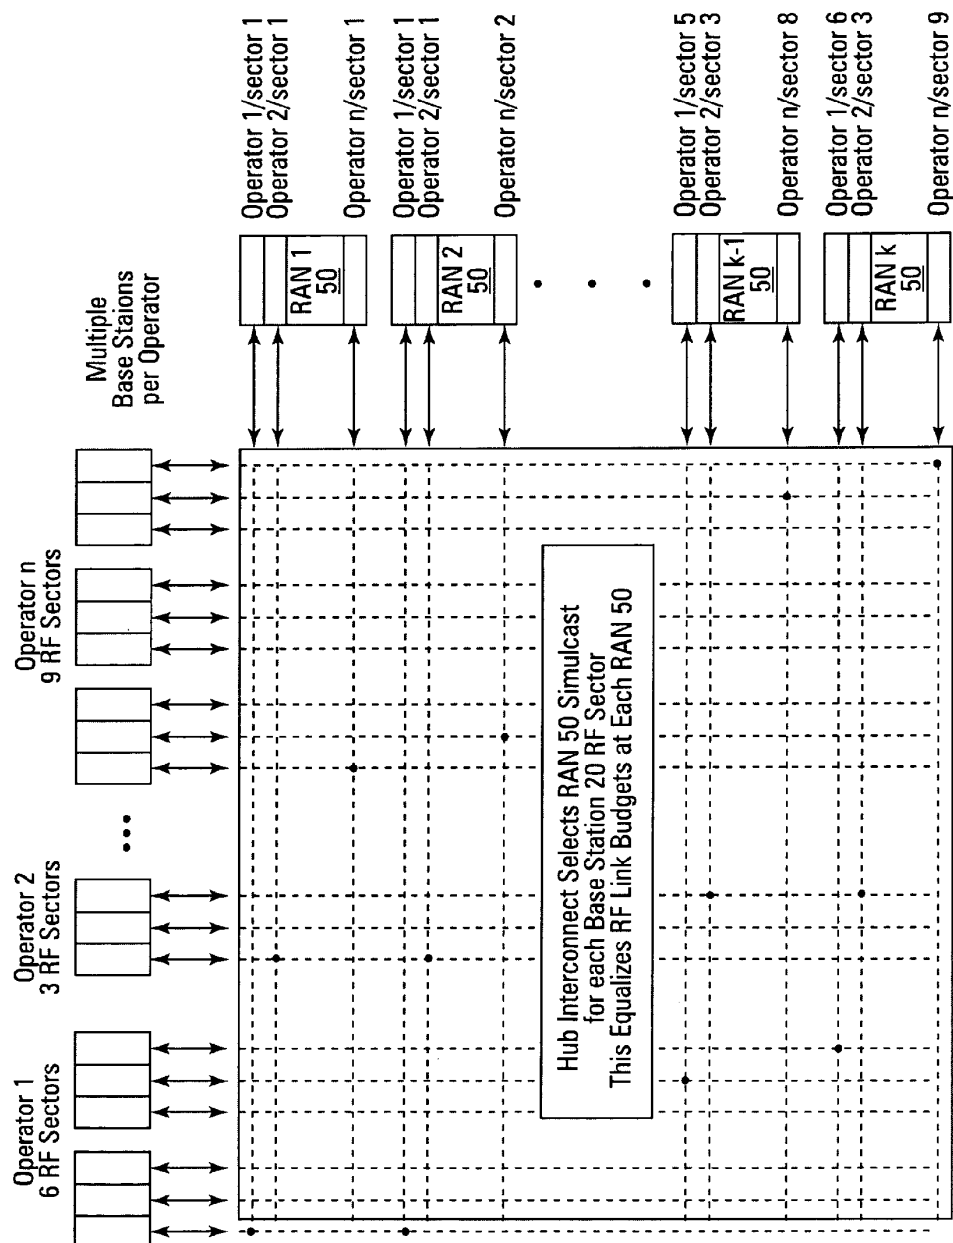 Multiple
Base Staions
per Operator
Operator 1
6 RF Sectors
Operator 2
3 RF Sectors
Operator n
9 RF Sectors
Hub Interconnect Selects RAN 50 Simulcast
for each Base Station 20 RF Sector
This Equalizes RF Link Budgets at Each RAN 50
RAN 1
50
RAN 2
50
RAN k-1
50
RAN k
50
Operator 1/sector 1
Operator 2/sector 1
Operator n/sector 1
Operator 1/sector 1
Operator 2/sector 1
Operator n/sector 2
Operator 1/sector 5
Operator 2/sector 3
Operator n/sector 8
Operator 1/sector 6
Operator 2/sector 3
Operator n/sector 9